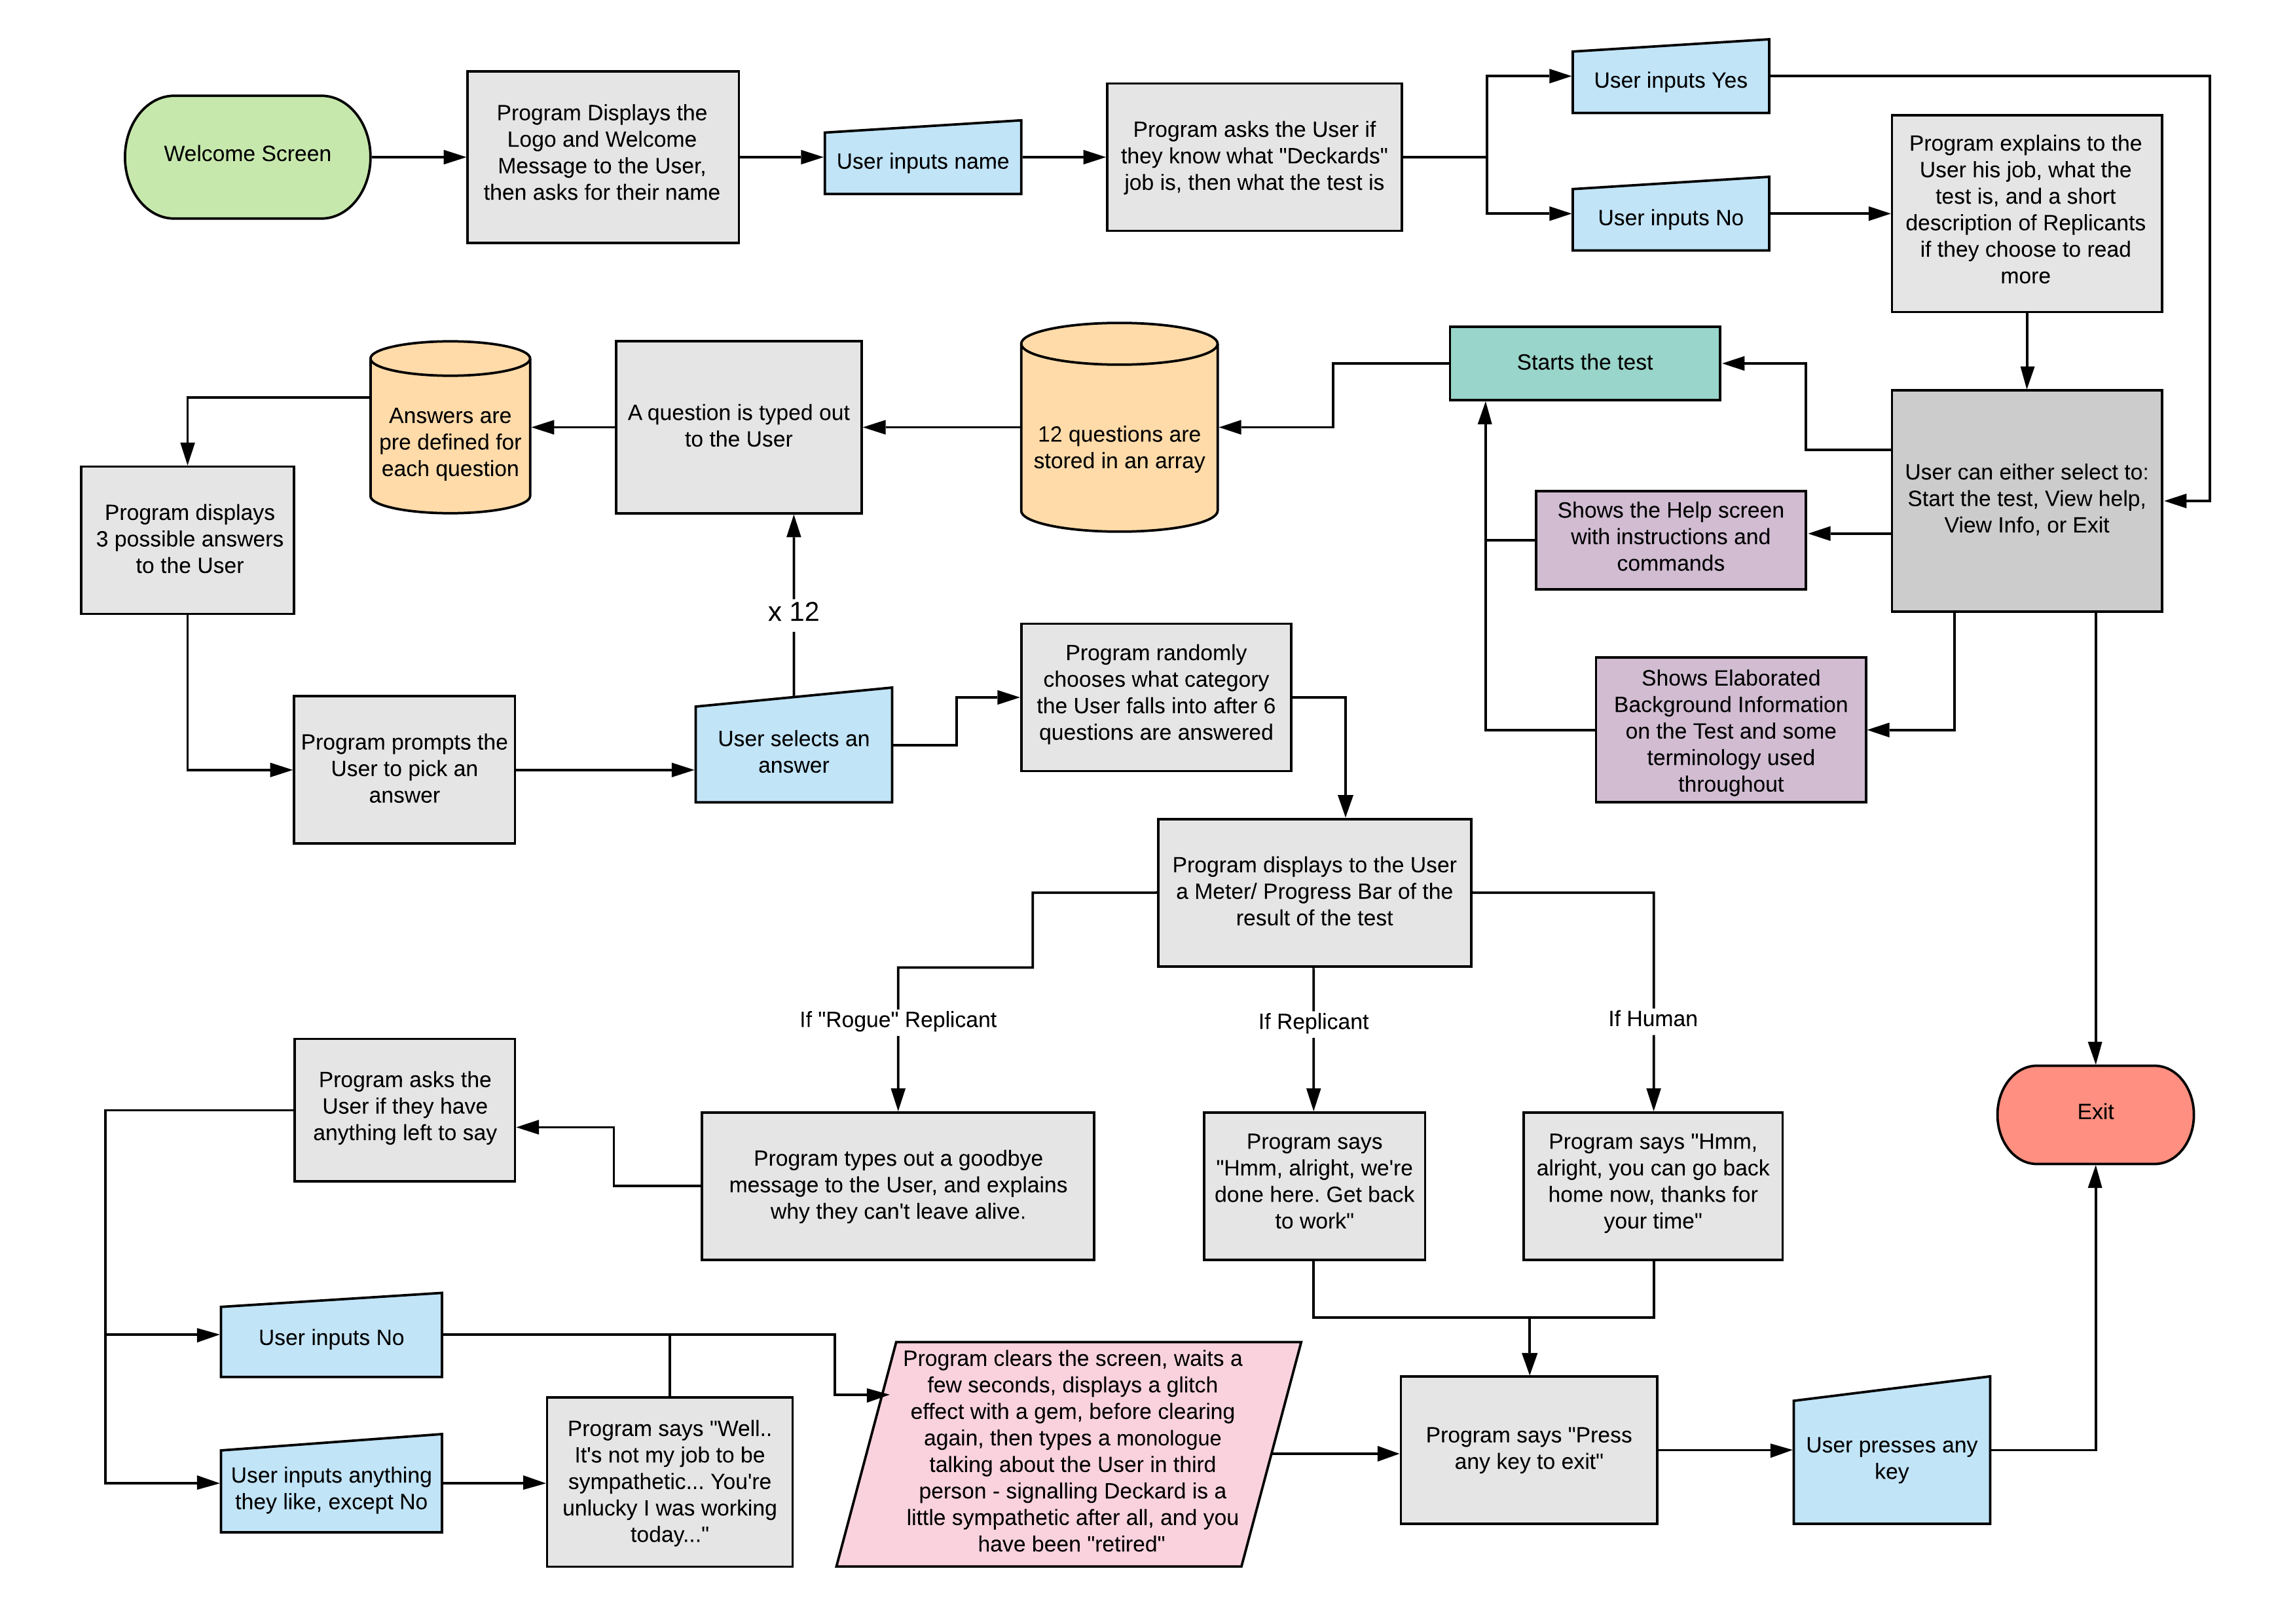 Welcome Screen
Program Displays the
Logo and Welcome
Message to the User,
then asks for their name
User inputs name
Program asks the User if
they know what "Deckards"
job is, then what the test is
User inputs Yes
User inputs No
Program explains to the
User his job, what the
test is, and a short
description of Replicants
if they choose to read
more
User can either select to:
Start the test, View help,
View Info, or Exit
Starts the test
Shows the Help screen
with instructions and
commands
Shows Elaborated
Background Information
on the Test and some
terminology used
throughout
12 questions are
stored in an array
A question is typed out
to the User
Answers are
pre defined for
each question
Program displays
3 possible answers
to the User
Program prompts the
User to pick an
answer
User selects an
answer
x 12
Program randomly
chooses what category
the User falls into after 6
questions are answered
Program displays to the User
a Meter/ Progress Bar of the
result of the test
If "Rogue" Replicant
If Replicant
If Human
Program types out a goodbye
message to the User, and explains
why they can't leave alive.
Program says
"Hmm, alright, we're
done here. Get back
to work"
Program says "Hmm,
alright, you can go back
home now, thanks for
your time"
Exit
Program asks the
User if they have
anything left to say
User inputs No
User inputs anything
they like, except No
Program says "Well..
It's not my job to be
sympathetic... You're
unlucky I was working
today..."
Program clears the screen, waits a
few seconds, displays a glitch
effect with a gem, before clearing
again, then types a monologue
talking about the User in third
person - signalling Deckard is a
little sympathetic after all, and you
have been "retired"
Program says "Press
any key to exit"
User presses any
key